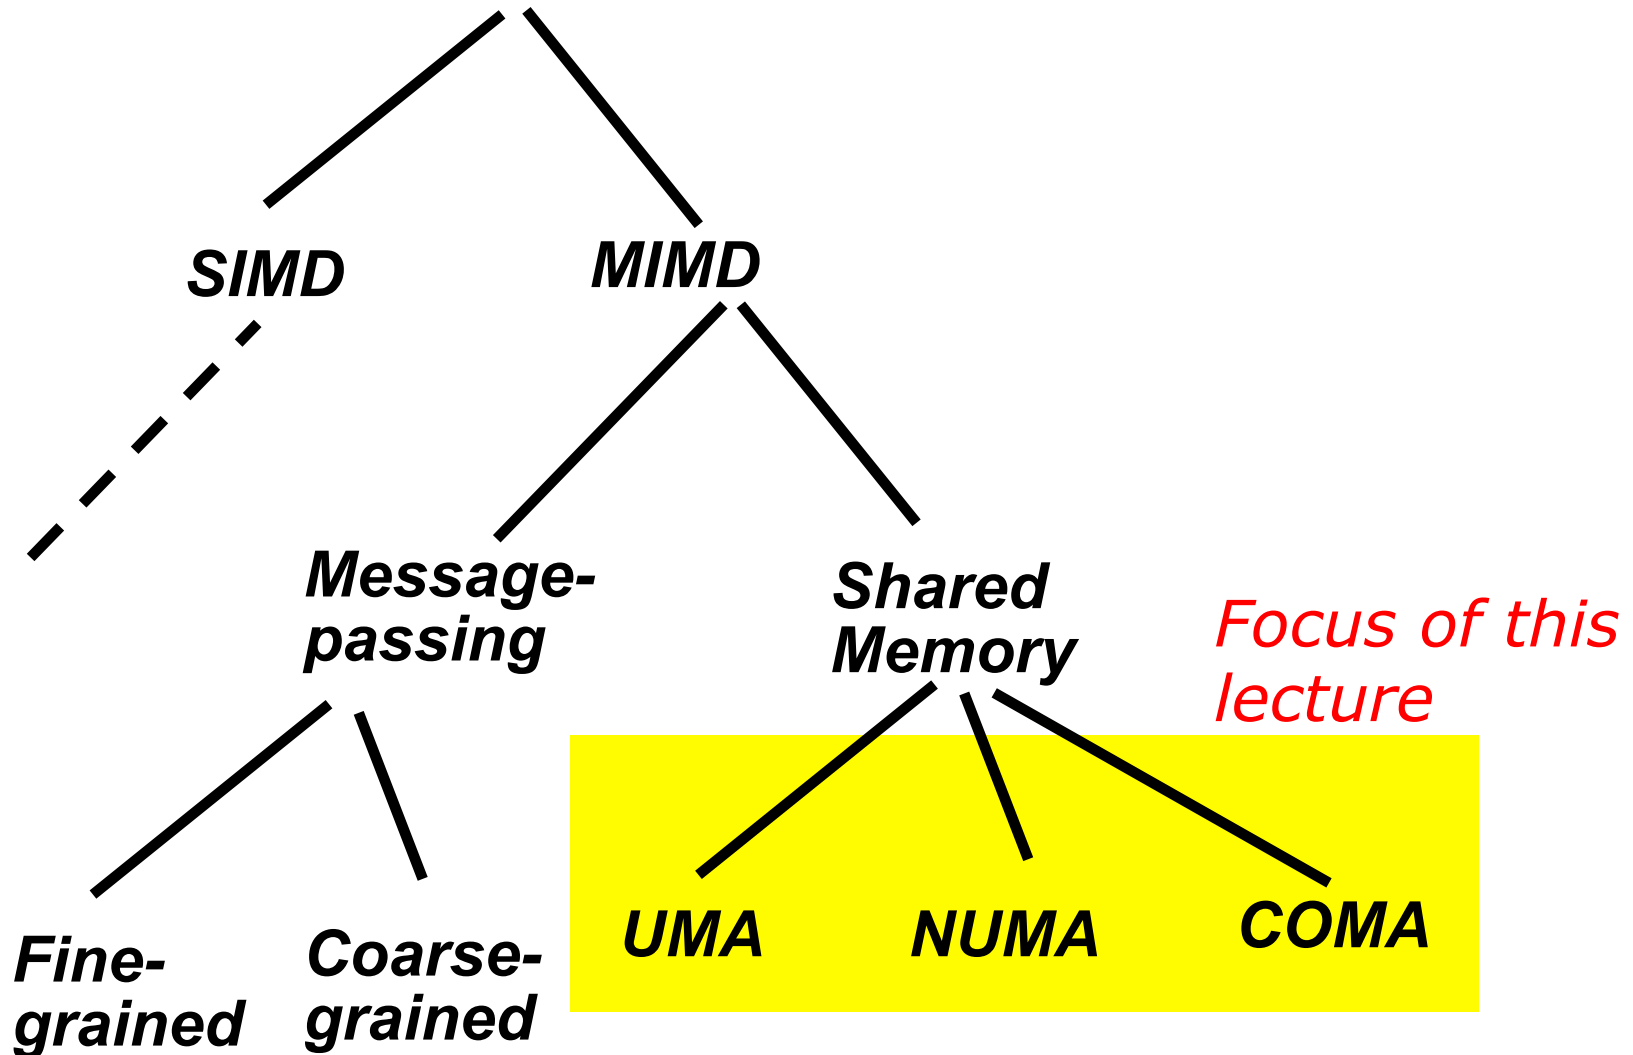 SIMD
MIMD
Message-
passing
Shared
Memory
Focus of this
lecture
Fine-
grained
Coarse-
grained
UMA
NUMA
COMA